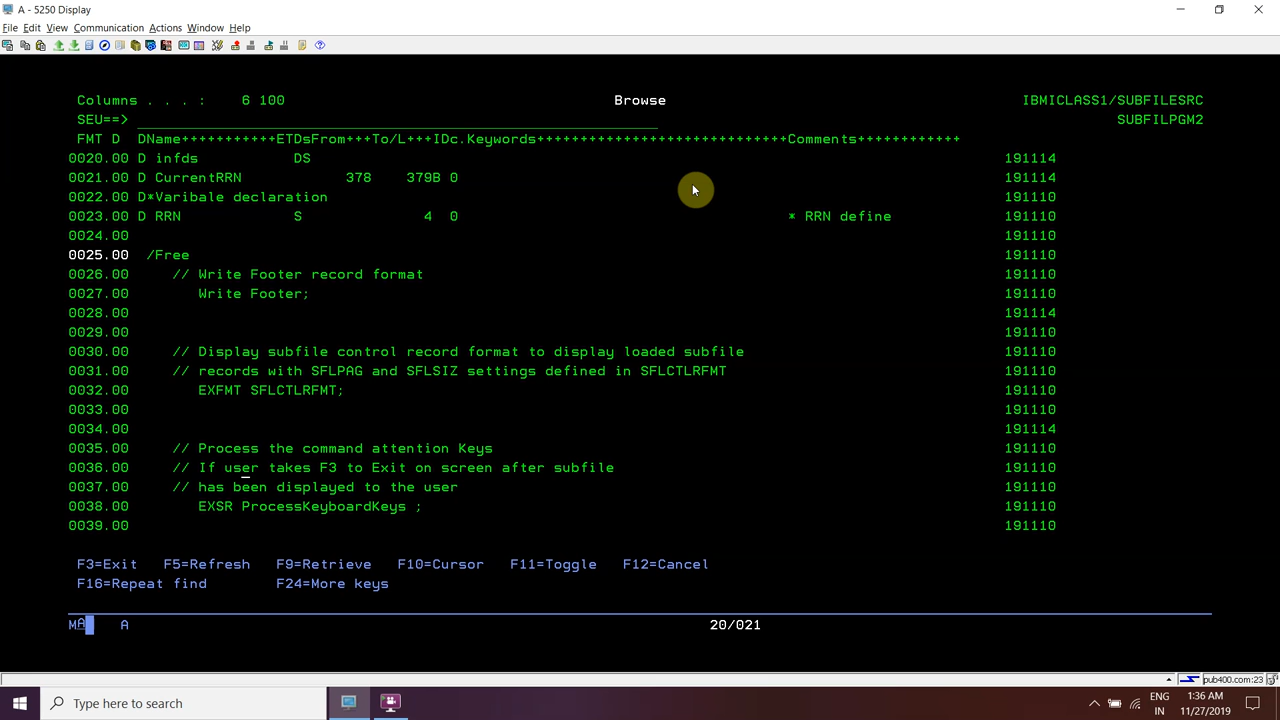 A - 5250 Display
File Edit View Communication Actions Window Help
Columns . . . :    6 100    Browse    IBMICLASS1/SUBFILESRC
SEU==>    SUBFILPGM2
FMT D  DName+++++++++++ETDsFrom+++To/L+++IDc.Keywords+++++++++++++++++++++++++++++Comments++++++++++++
0020.00 D infds           DS    191114
0021.00 D CurrentRRN            378    379B 0    191114
0022.00 D*Varibale declaration    191110
0023.00 D RRN             S              4  0    * RRN define    191110
0024.00    191110
0025.00  /Free    191110
0026.00     // Write Footer record format    191110
0027.00        Write Footer;    191110
0028.00    191114
0029.00    191110
0030.00     // Display subfile control record format to display loaded subfile    191110
0031.00     // records with SFLPAG and SFLSIZ settings defined in SFLCTLRFMT    191110
0032.00        EXFMT SFLCTLRFMT;    191110
0033.00    191110
0034.00    191114
0035.00     // Process the command attention Keys    191110
0036.00     // If user takes F3 to Exit on screen after subfile    191110
0037.00     // has been displayed to the user    191110
0038.00        EXSR ProcessKeyboardKeys ;    191110
0039.00    191110
F3=Exit   F5=Refresh   F9=Retrieve   F10=Cursor   F11=Toggle   F12=Cancel
F16=Repeat find        F24=More keys
MA    A    20/021
pub400.com:23
Type here to search
ENG 1:36 AM
IN 11/27/2019